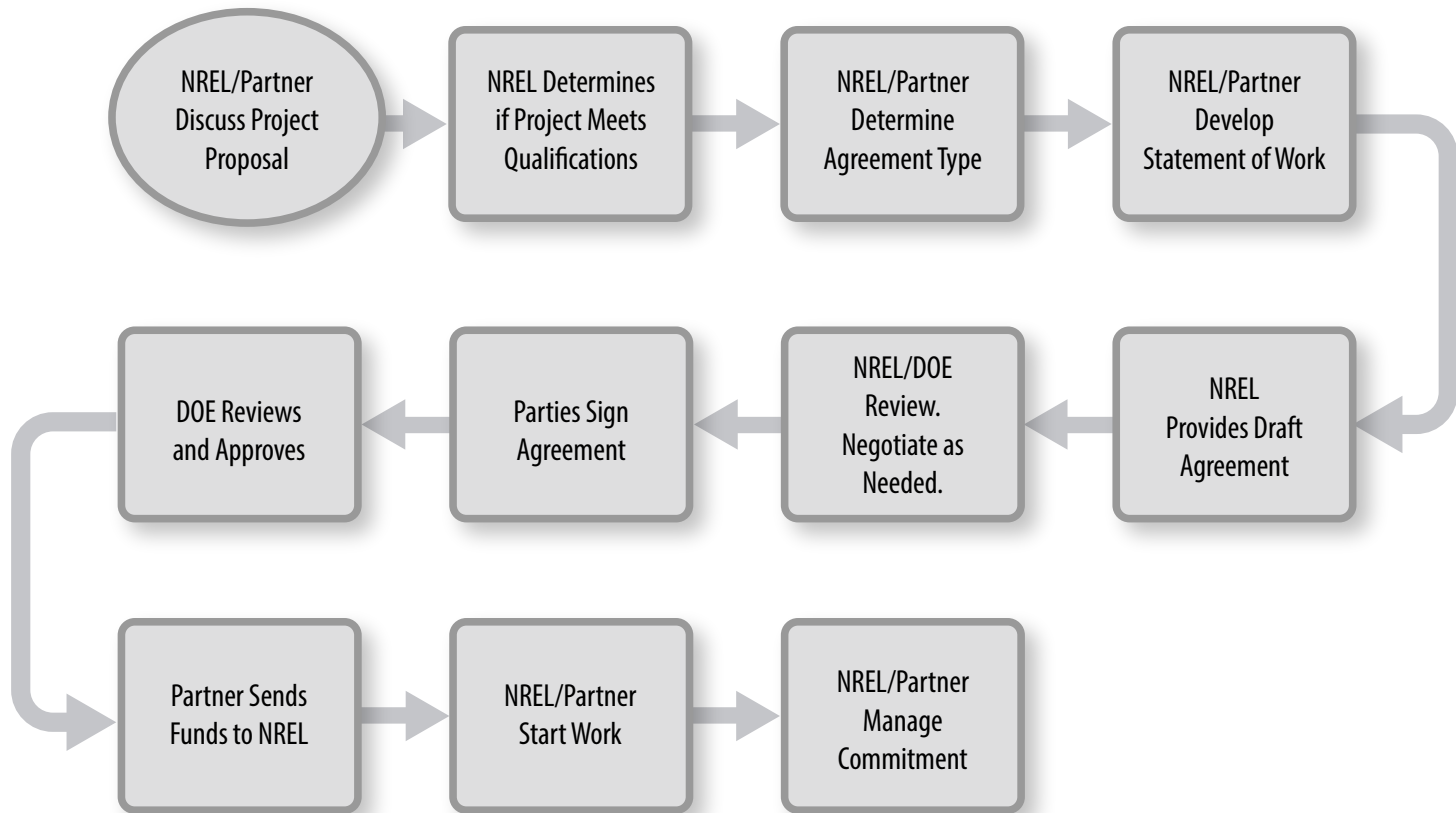 NREL/Partner
Discuss Project
Proposal
NREL Determines
if Project Meets
Qualifications
NREL/Partner
Determine
Agreement Type
NREL/Partner
Develop
Statement of Work
NREL
Provides Draft
Agreement
NREL/DOE
Review.
Negotiate as
Needed.
Parties Sign
Agreement
DOE Reviews
and Approves
Partner Sends
Funds to NREL
NREL/Partner
Start Work
NREL/Partner
Manage
Commitment